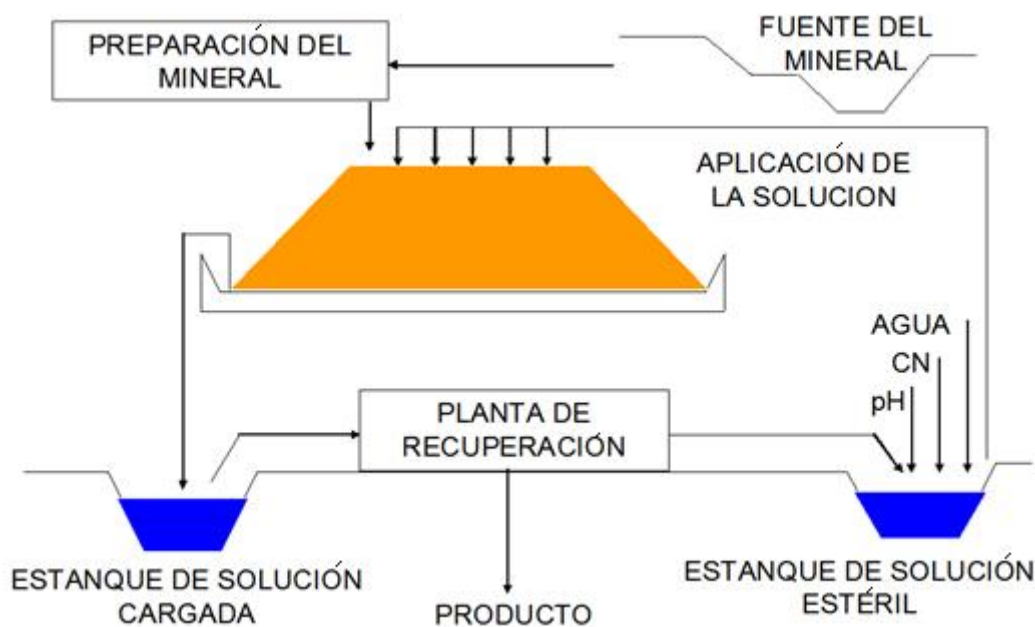 PREPARACIÓN DEL
MINERAL
FUENTE DEL
MINERAL
APLICACIÓN DE
LA SOLUCION
AGUA
CN
pH
PLANTA DE
RECUPERACIÓN
ESTANQUE DE SOLUCIÓN
CARGADA
PRODUCTO
ESTANQUE DE SOLUCIÓN
ESTÉRIL